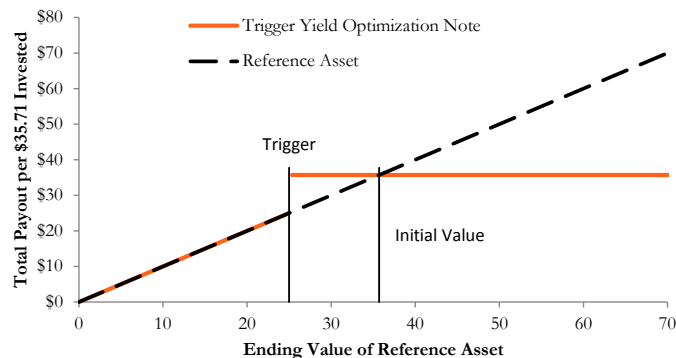 $80
$70
$60
$50
$40
$30
$20
$10
$0
Total Payout per $35.71 Invested
Trigger Yield Optimization Note
Reference Asset
Trigger
Initial Value
0 10 20 30 40 50 60 70
Ending Value of Reference Asset